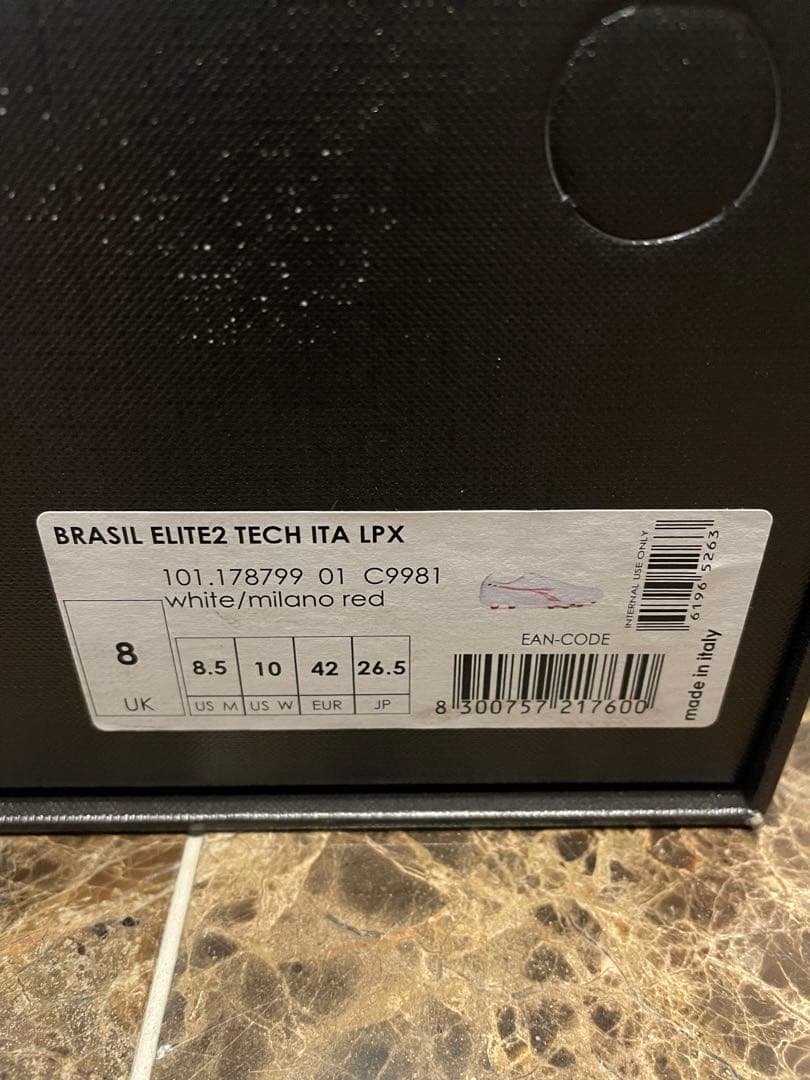 BRASIL ELITE2 TECH ITA LPX
101.178799 01 C9981
white/milano red
8
UK
8.5 10 42 26.5
US M US W EUR JP
EAN-CODE
8 300757 217600
INTERNAL USE ONLY
6196 5263
made in italy